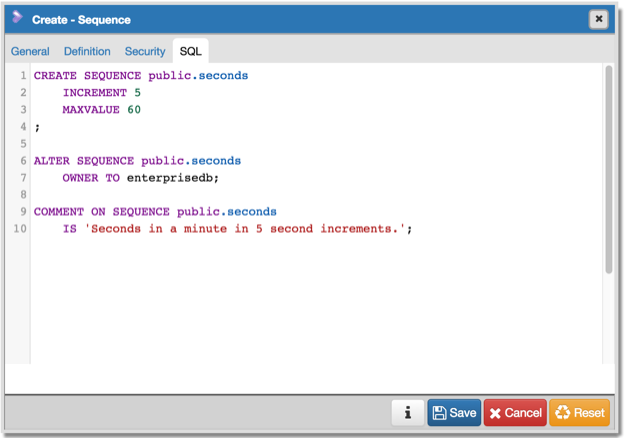 Create - Sequence
General Definition Security SQL
1 CREATE SEQUENCE public.seconds
2 INCREMENT 5
3 MAXVALUE 60
4 ;
5
6 ALTER SEQUENCE public.seconds
7 OWNER TO enterprisedb;
8
9 COMMENT ON SEQUENCE public.seconds
10 IS 'Seconds in a minute in 5 second increments.';
i Save Cancel Reset